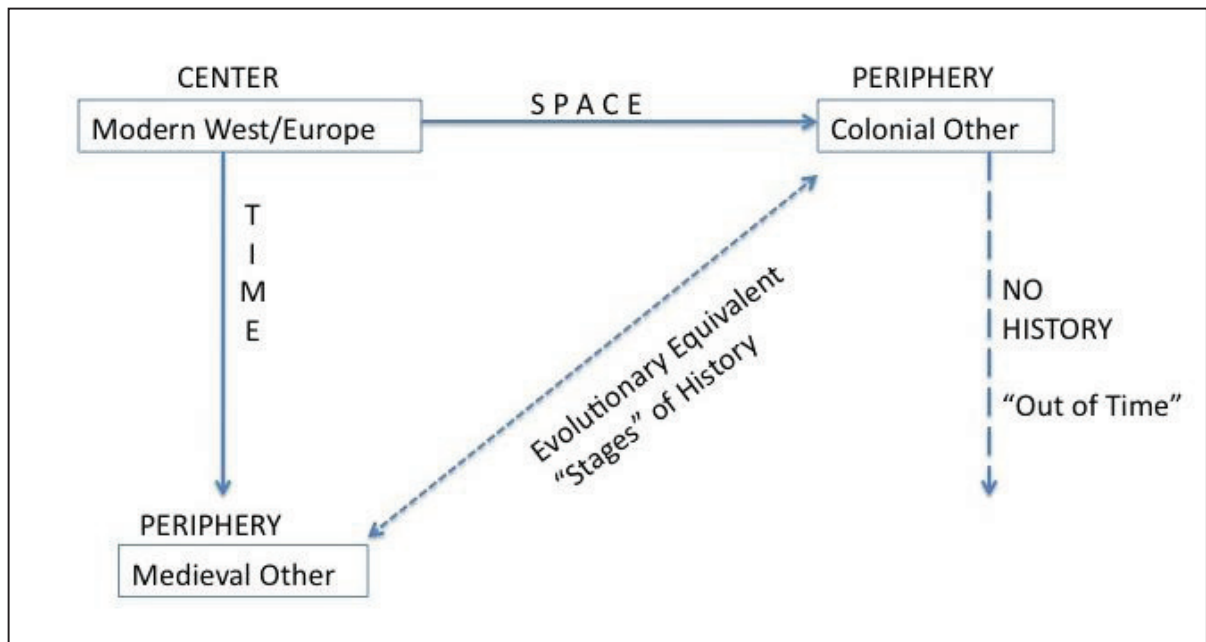 CENTER
Modern West/Europe
S P A C E
PERIPHERY
Colonial Other
T
I
M
E
Evolutionary Equivalent
“Stages” of History
NO
HISTORY
“Out of Time”
PERIPHERY
Medieval Other